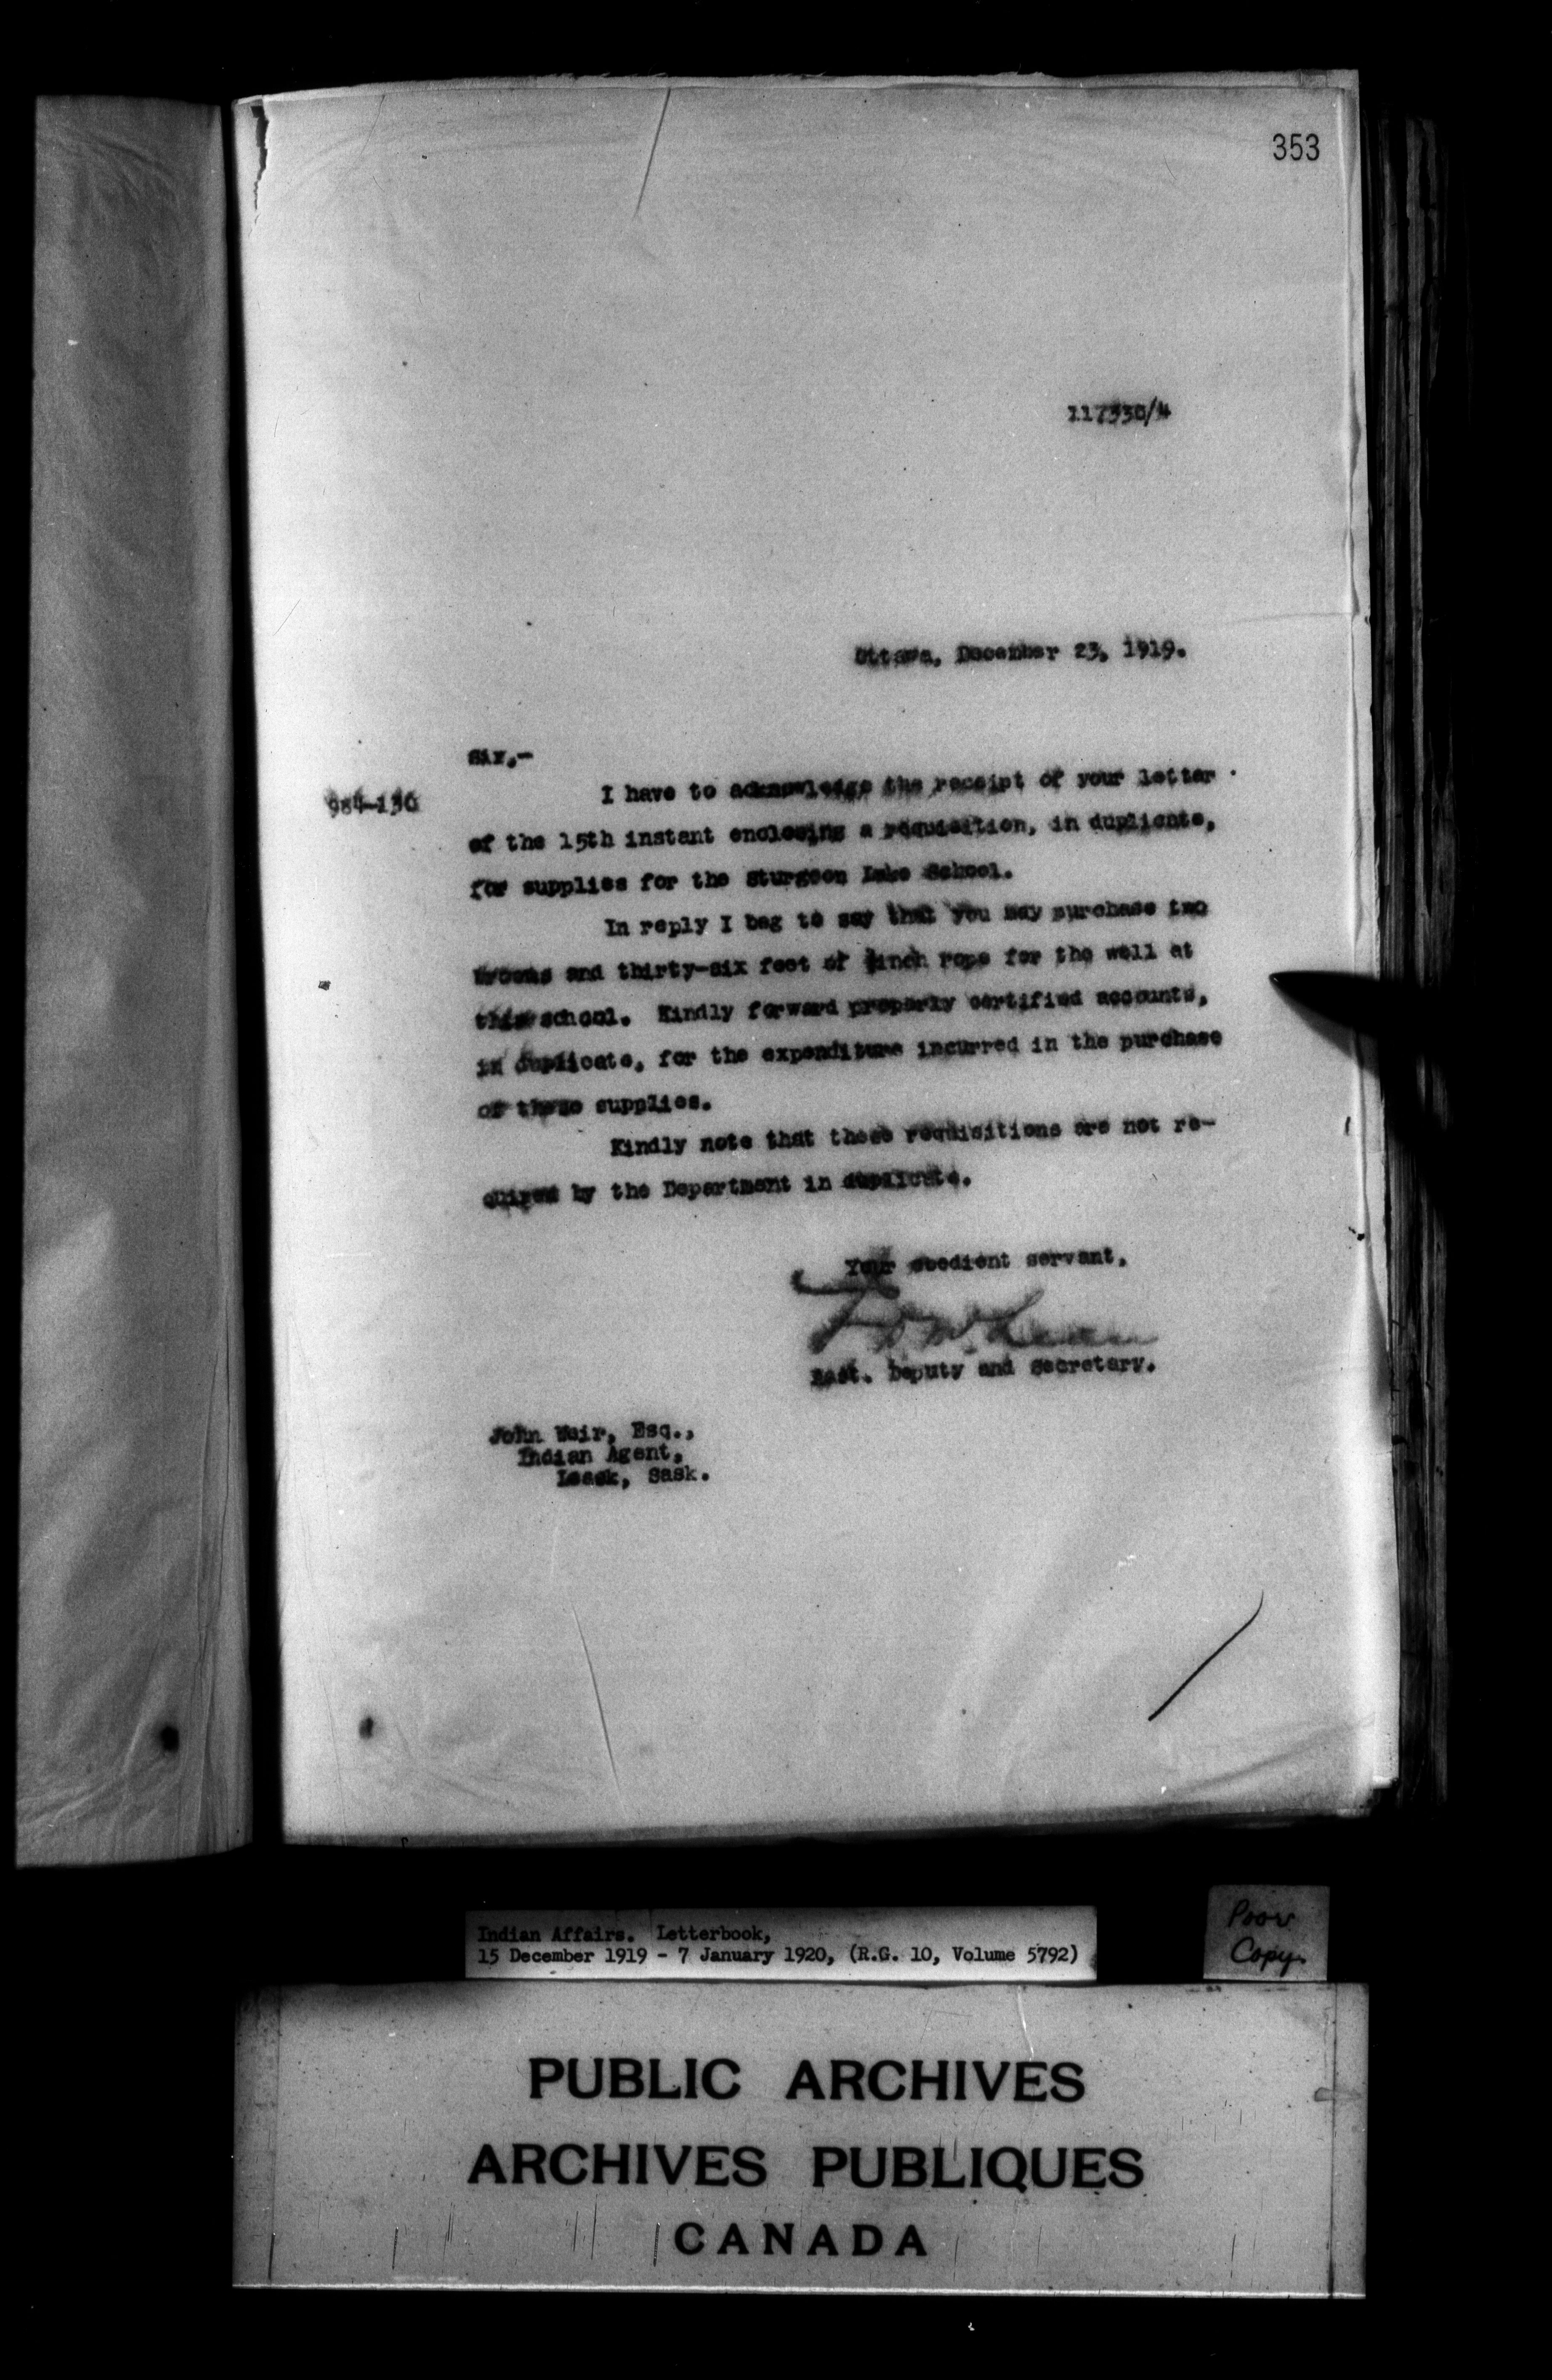 353
117330/4
Ottawa, December 23, 1919.
Sir,-
984-136
I have to acknowledge the receipt of your letter
of the 15th instant enclosing a requisition, in duplicate,
for supplies for the Sturgeon Lake School.
In reply I beg to say that you may purchase two
brooms and thirty-six feet of inch rope for the well at
this school. Kindly forward properly certified accounts,
in duplicate, for the expenditure incurred in the purchase
of these supplies.
Kindly note that these requisitions are not re-
quired by the Department in duplicate.
Your obedient servant,
Asst. Deputy and Secretary.
John Weir, Esq.,
Indian Agent,
Leask, Sask.
Indian Affairs. Letterbook,
15 December 1919 - 7 January 1920, (R.G. 10, Volume 5792)
Poor
Copy
PUBLIC ARCHIVES
ARCHIVES PUBLIQUES
CANADA